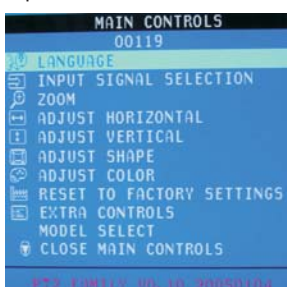 MAIN CONTROLS
00119
LANGUAGE
INPUT SIGNAL SELECTION
ZOOM
ADJUST HORIZONTAL
ADJUST VERTICAL
ADJUST SHAPE
ADJUST COLOR
RESET TO FACTORY SETTINGS
EXTRA CONTROLS
MODEL SELECT
CLOSE MAIN CONTROLS
FAMILY